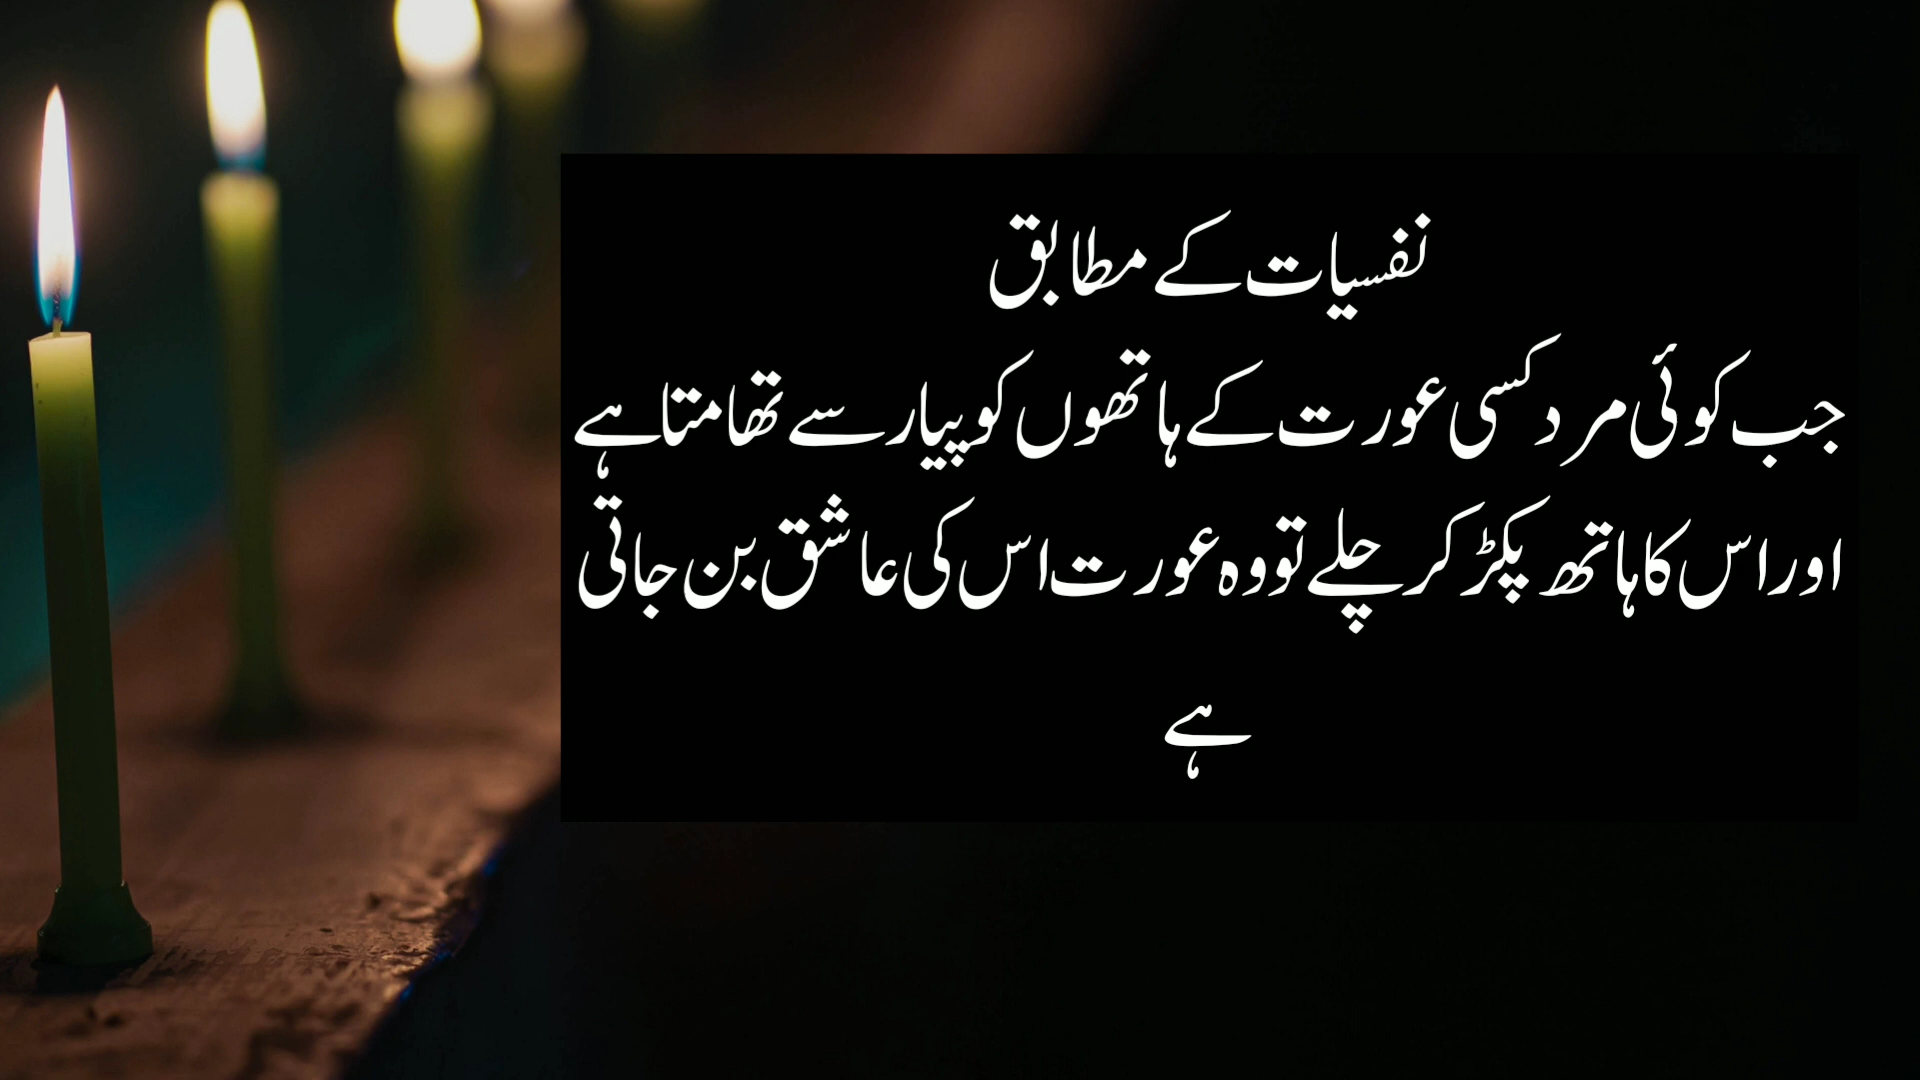 نفسیات کے مطابق
جب کوئی مرد کسی عورت کے ہاتھوں کو پیار سے تھامتا ہے
اور اس کا ہاتھ پکڑ کر چلے تو وہ عورت اس کی عاشق بن جاتی
ہے